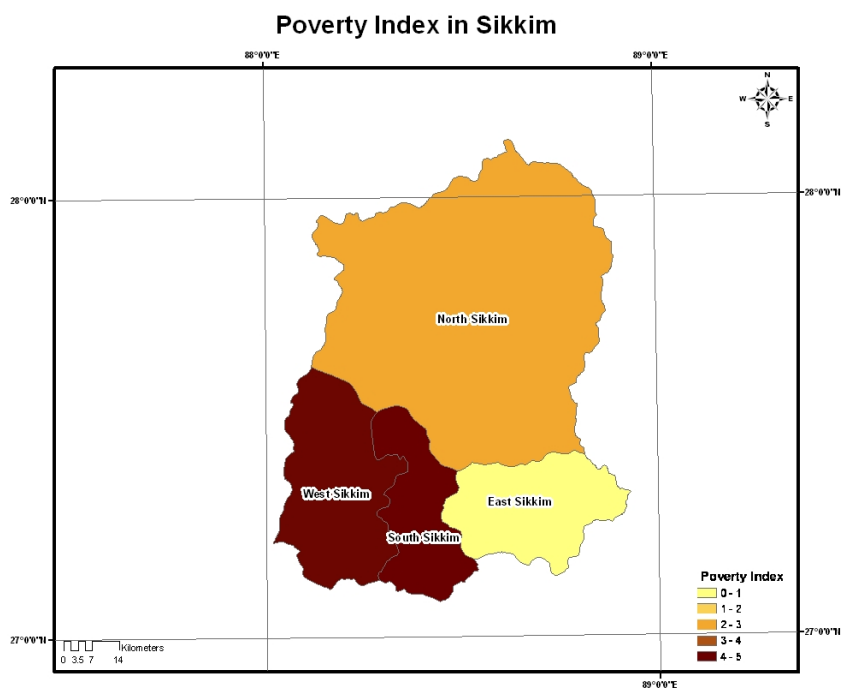 Poverty Index in Sikkim
88°0'0"E
89°0'0"E
N
W
E
S
28°0'0"N
28°0'0"N
North Sikkim
West Sikkim
East Sikkim
South Sikkim
Poverty Index
0 - 1
1 - 2
2 - 3
3 - 4
4 - 5
27°0'0"N
27°0'0"N
Kilometers
0 3.5 7 14
89°0'0"E